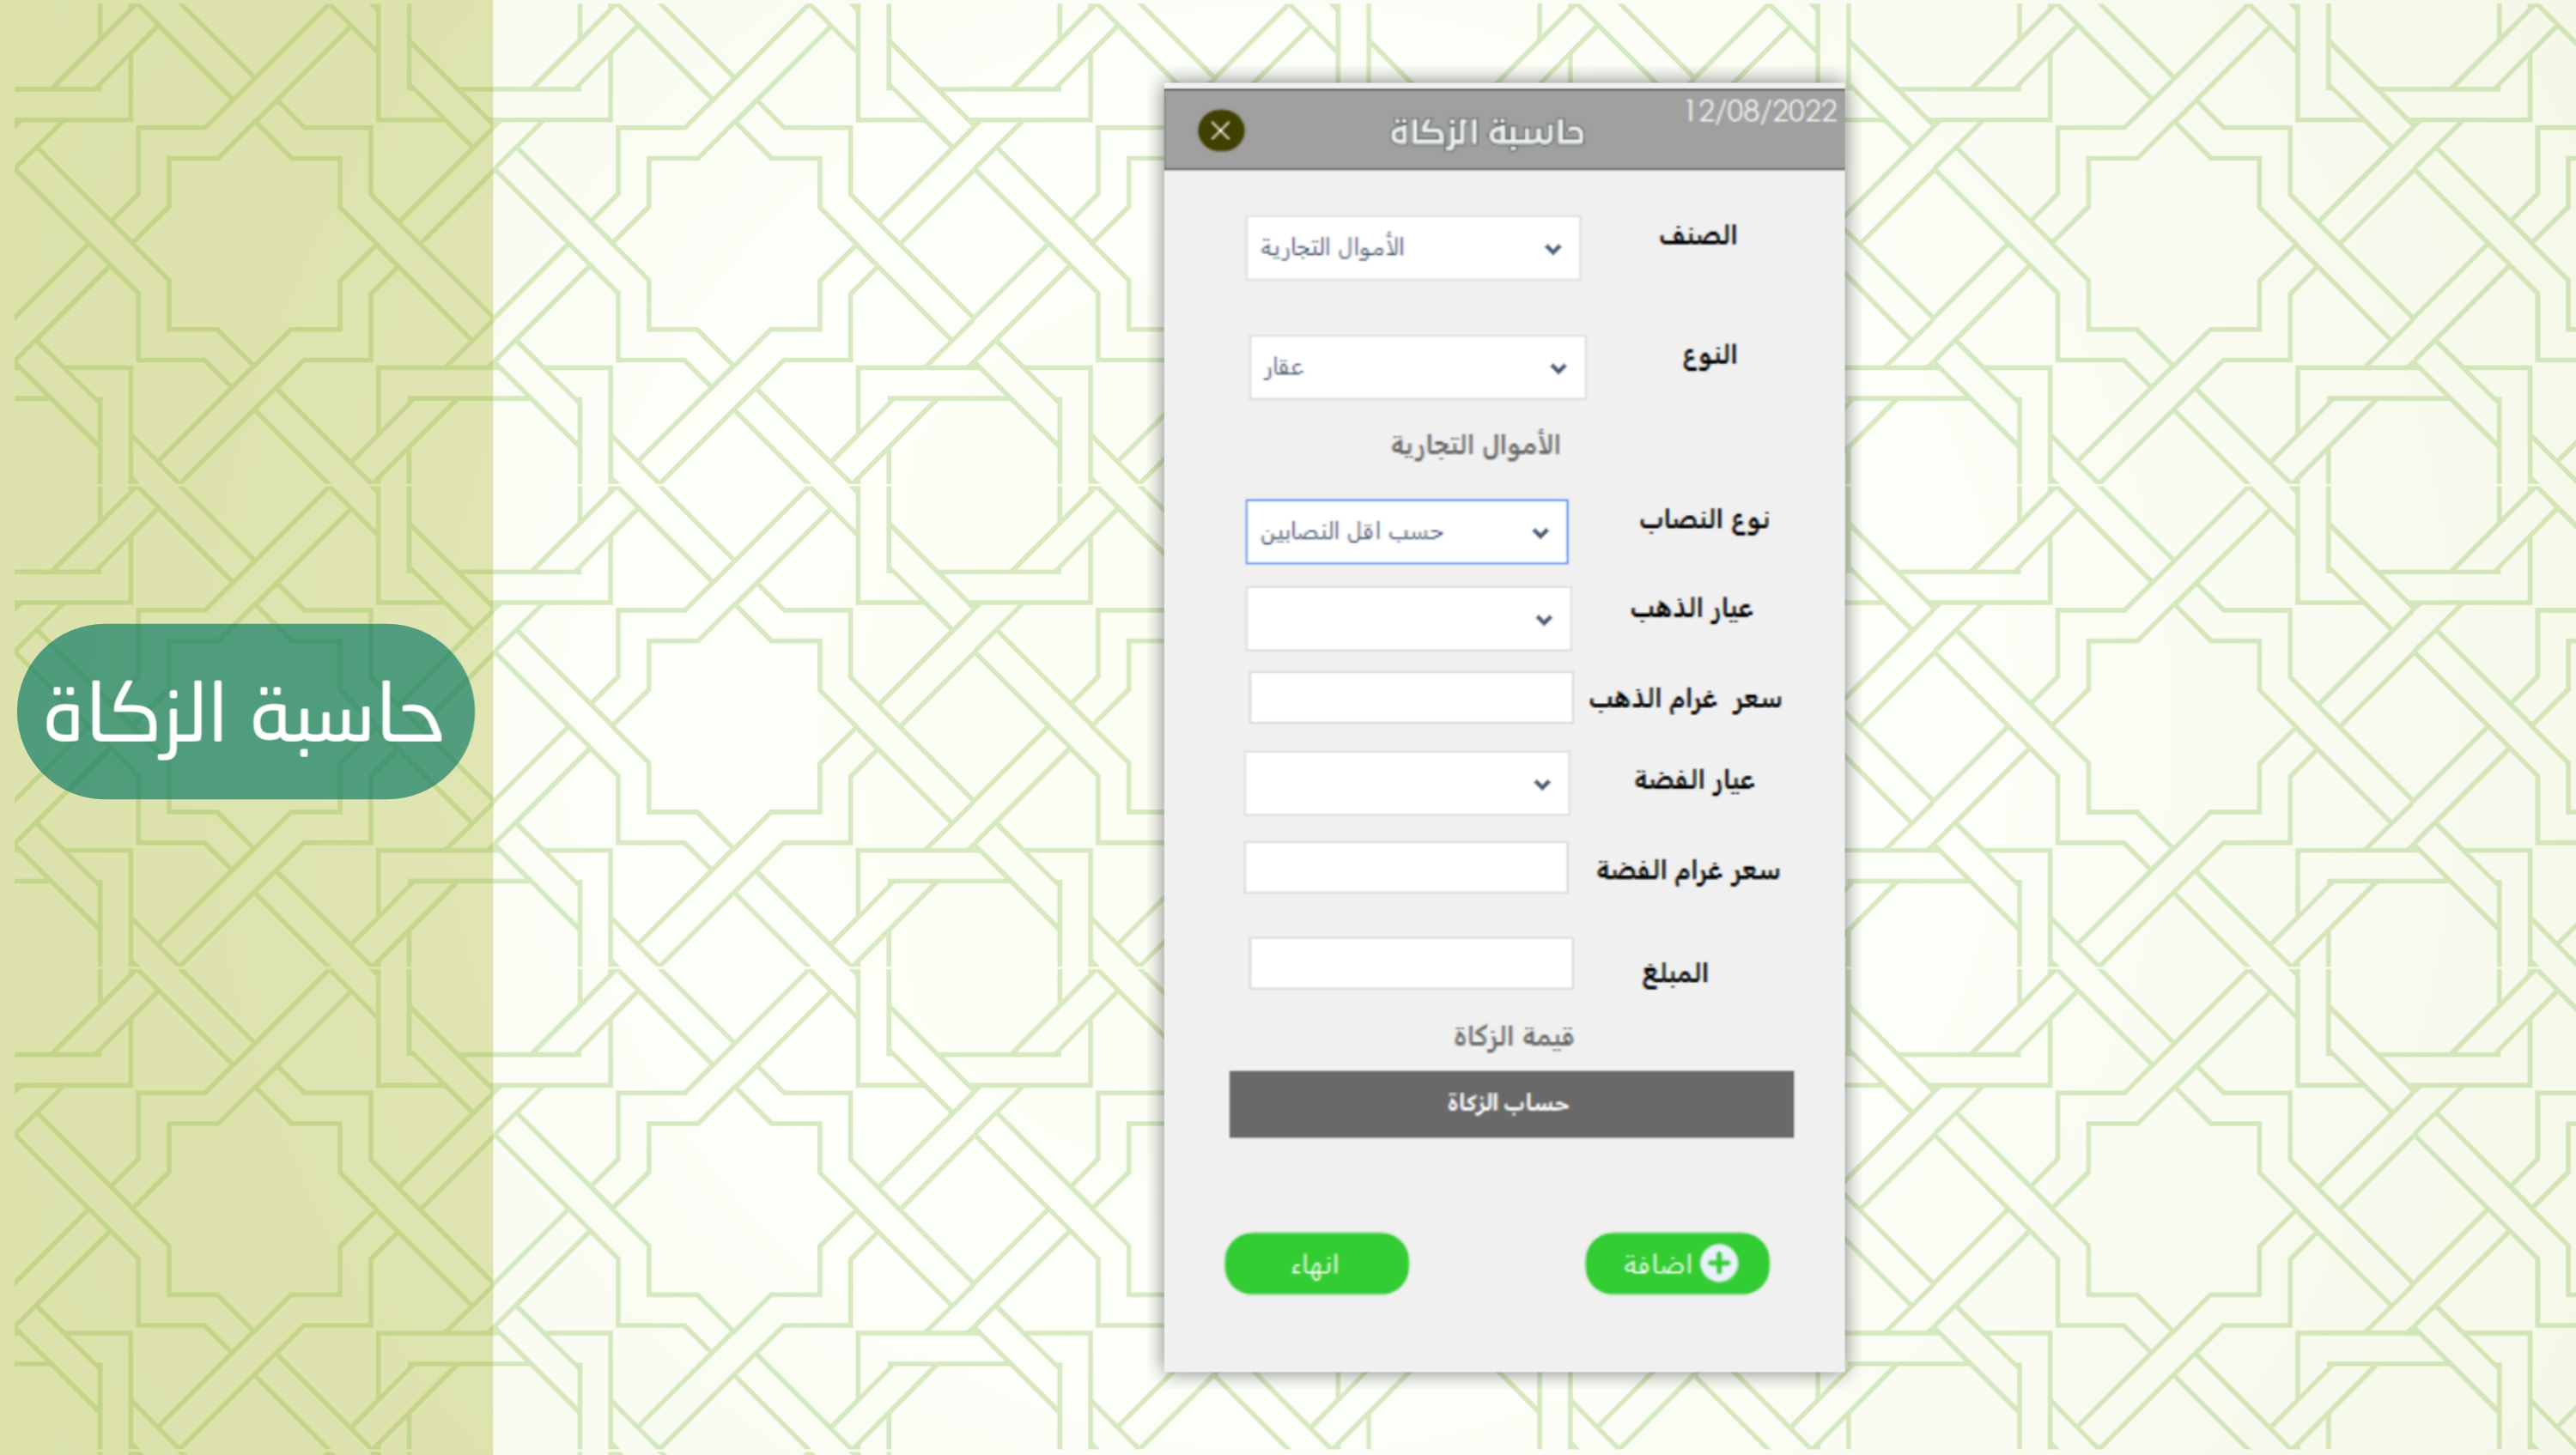 12/08/2022
حاسبة الزكاة
الصنف
الأموال التجارية
النوع
عقار
الأموال التجارية
نوع النصاب
حسب اقل النصابين
عيار الذهب
سعر غرام الذهب
عيار الفضة
سعر غرام الفضة
المبلغ
قيمة الزكاة
حساب الزكاة
اضافة
انهاء
حاسبة الزكاة